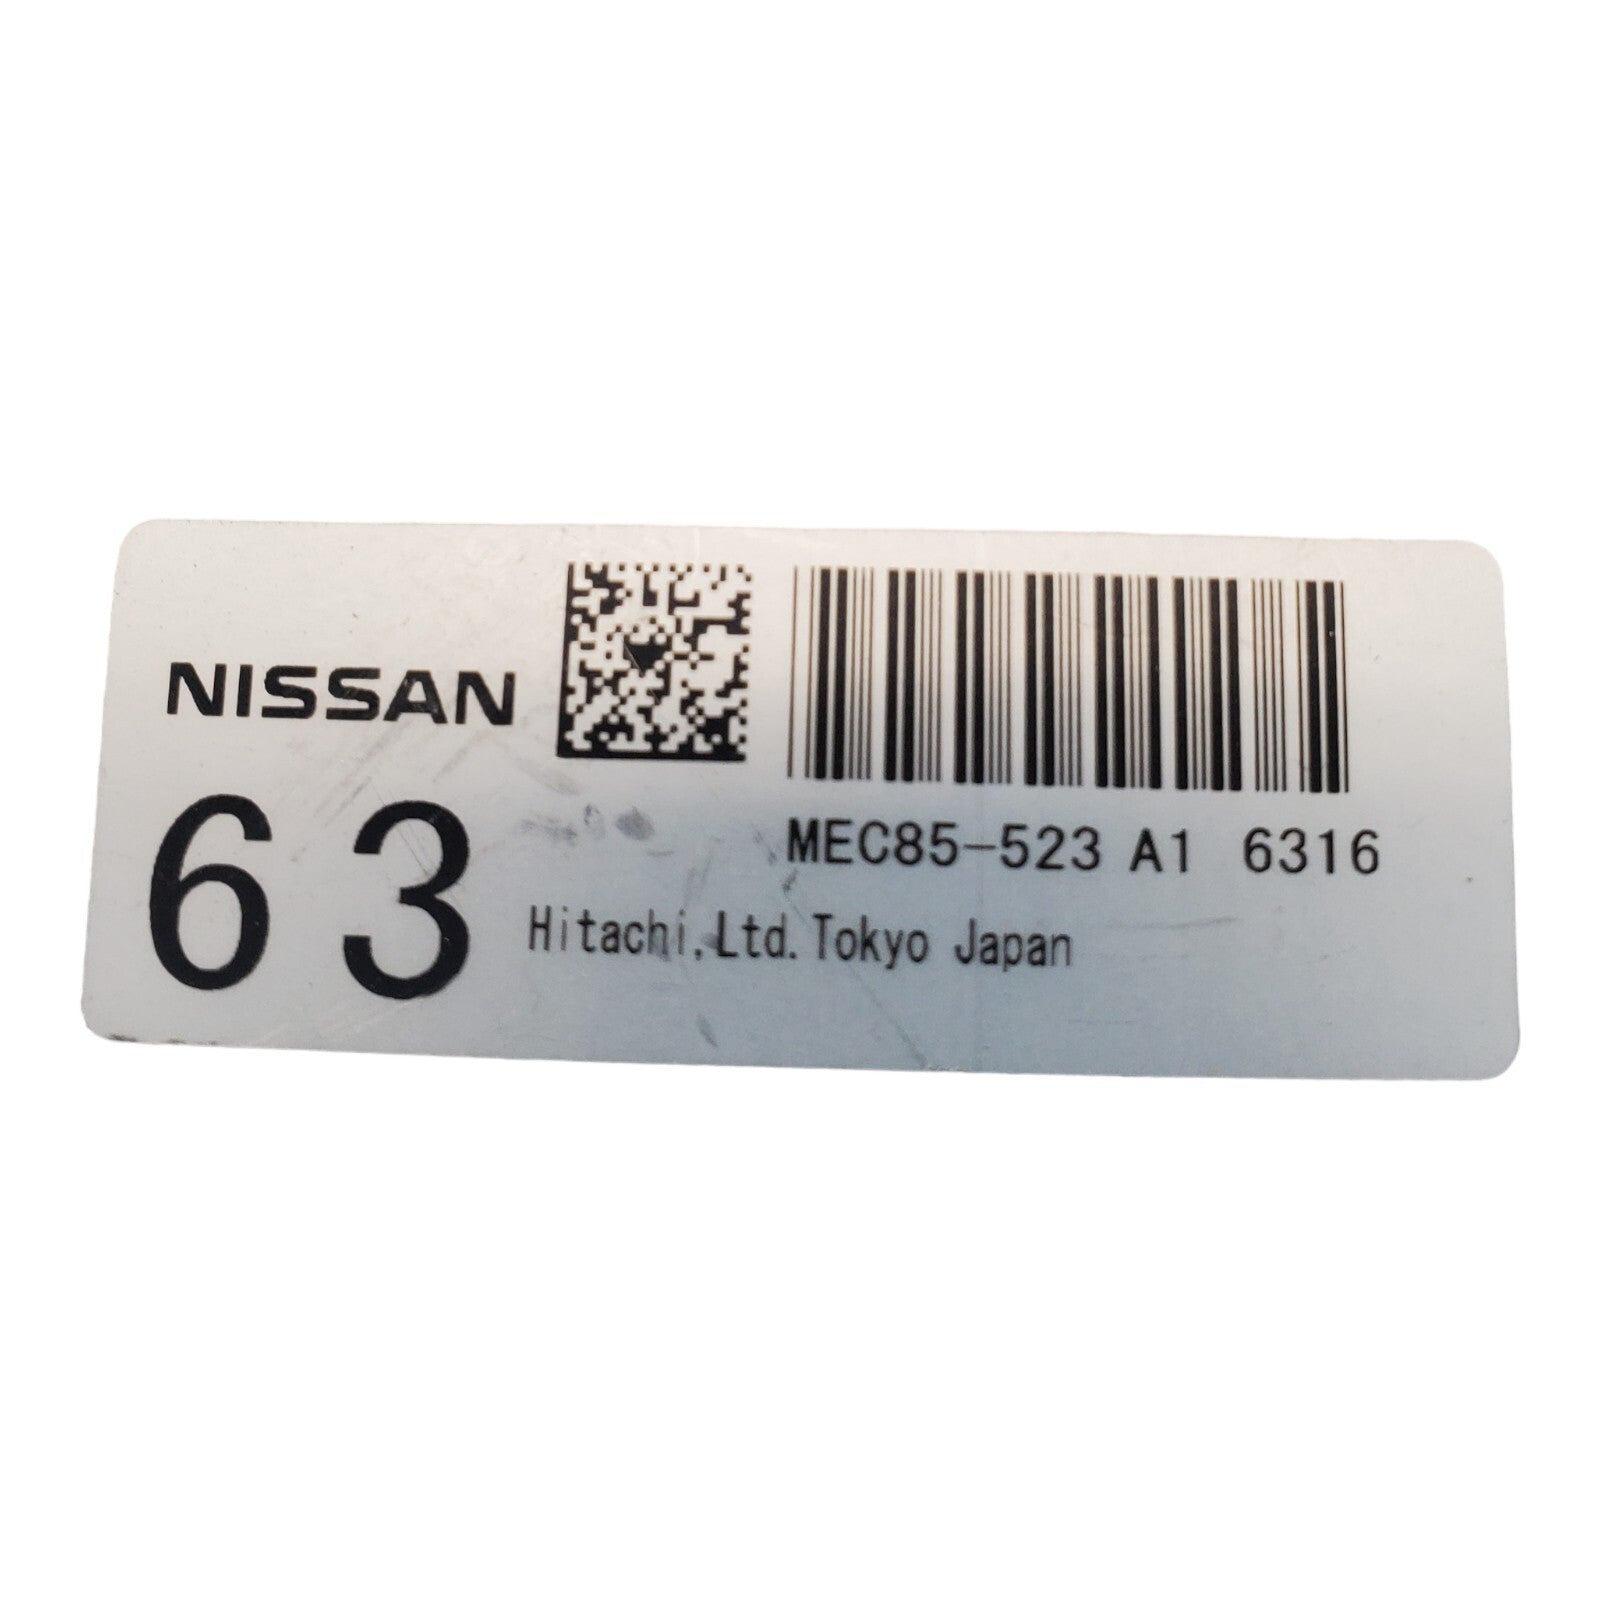 NISSAN
63
MEC85-523 A1 6316
Hitachi,Ltd.Tokyo Japan